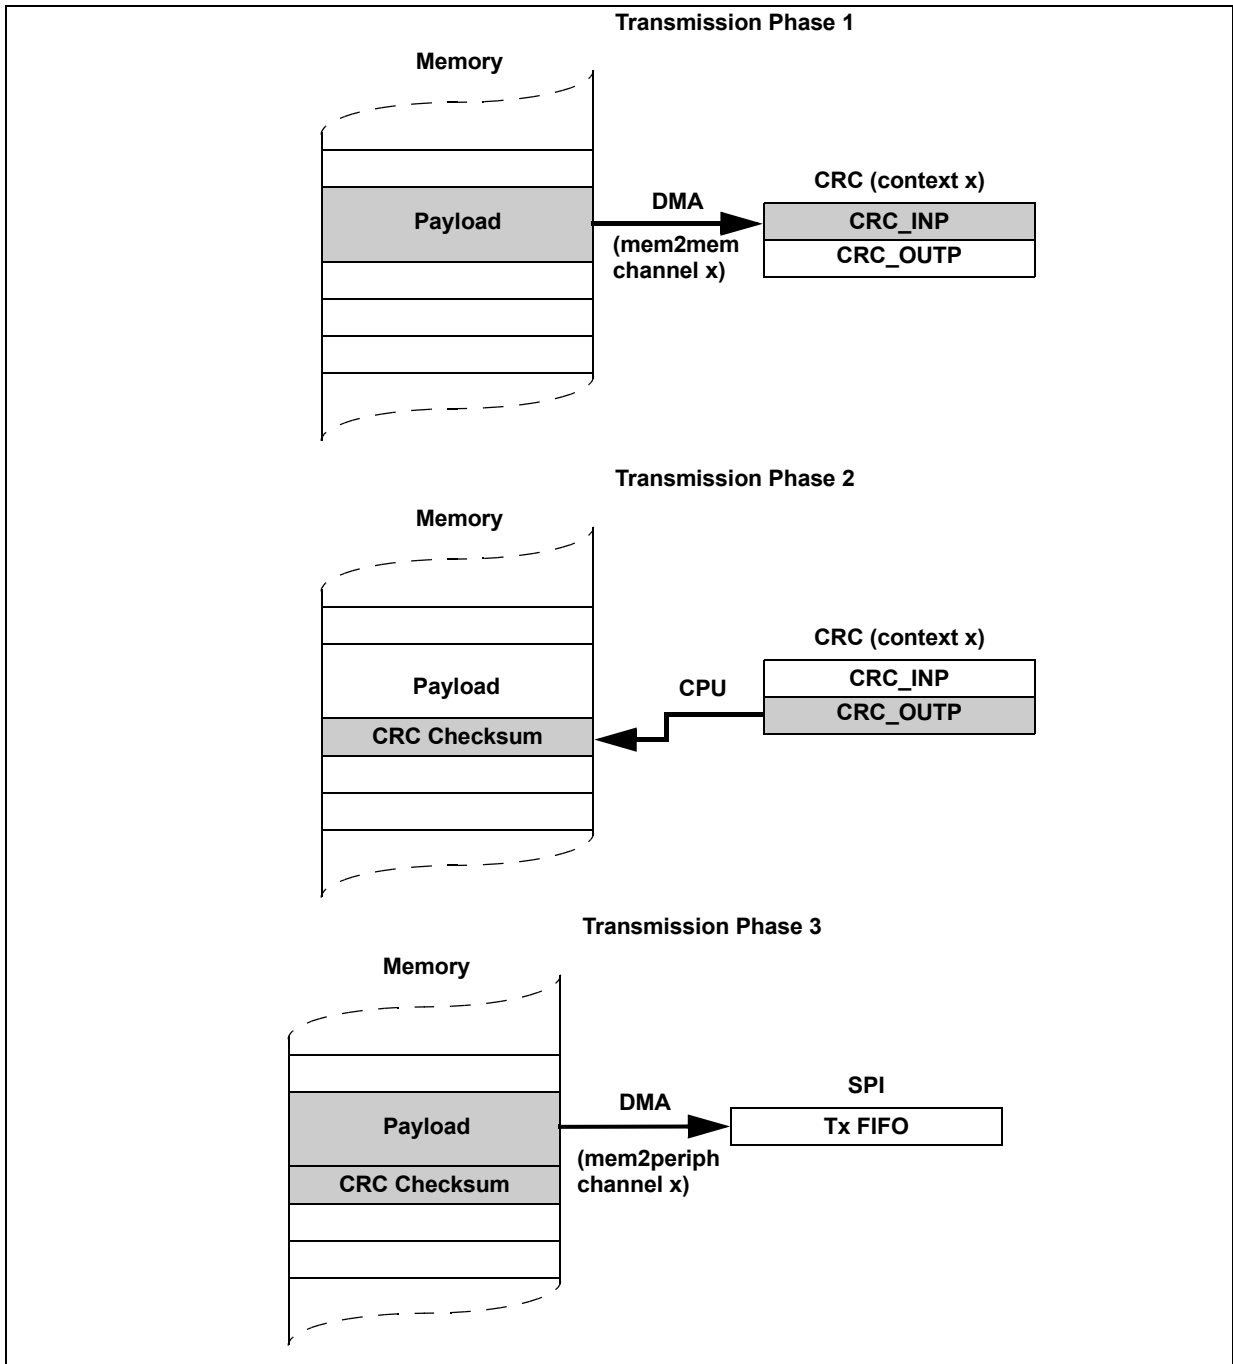 Transmission Phase 1
Memory
Payload
DMA
(mem2mem
channel x)
CRC (context x)
CRC_INP
CRC_OUTP
Transmission Phase 2
Memory
Payload
CRC Checksum
CPU
CRC (context x)
CRC_INP
CRC_OUTP
Transmission Phase 3
Memory
Payload
CRC Checksum
DMA
(mem2periph
channel x)
SPI
Tx FIFO